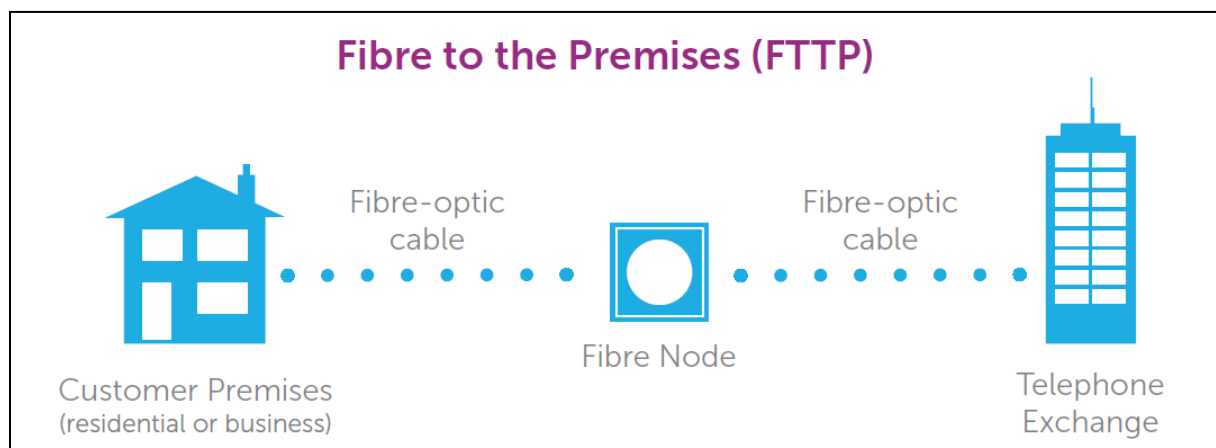 Fibre to the Premises (FTTP)
Fibre-optic
cable
Fibre-optic
cable
Fibre Node
Customer Premises
(residential or business)
Telephone
Exchange